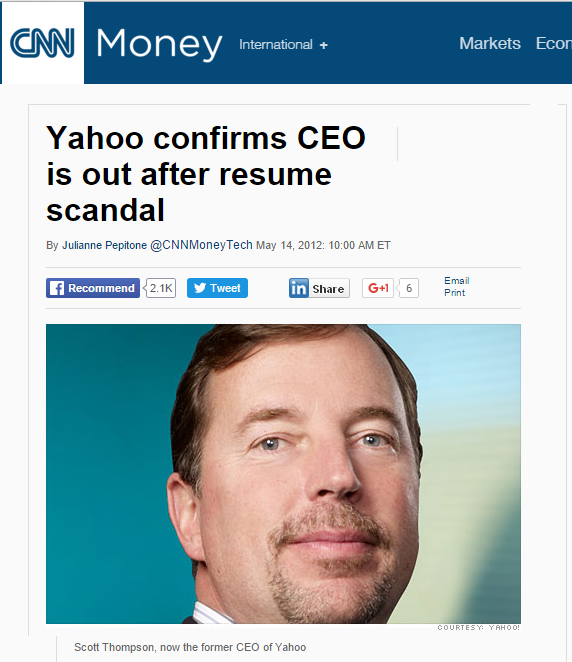 CNN Money International +
Markets
Yahoo confirms CEO
is out after resume
scandal
By Julianne Pepitone @CNNMoneyTech May 14, 2012: 10:00 AM ET
Recommend 2.1K Tweet in Share G+1 6 Email
Print
COURTESY: YAHOO!
Scott Thompson, now the former CEO of Yahoo